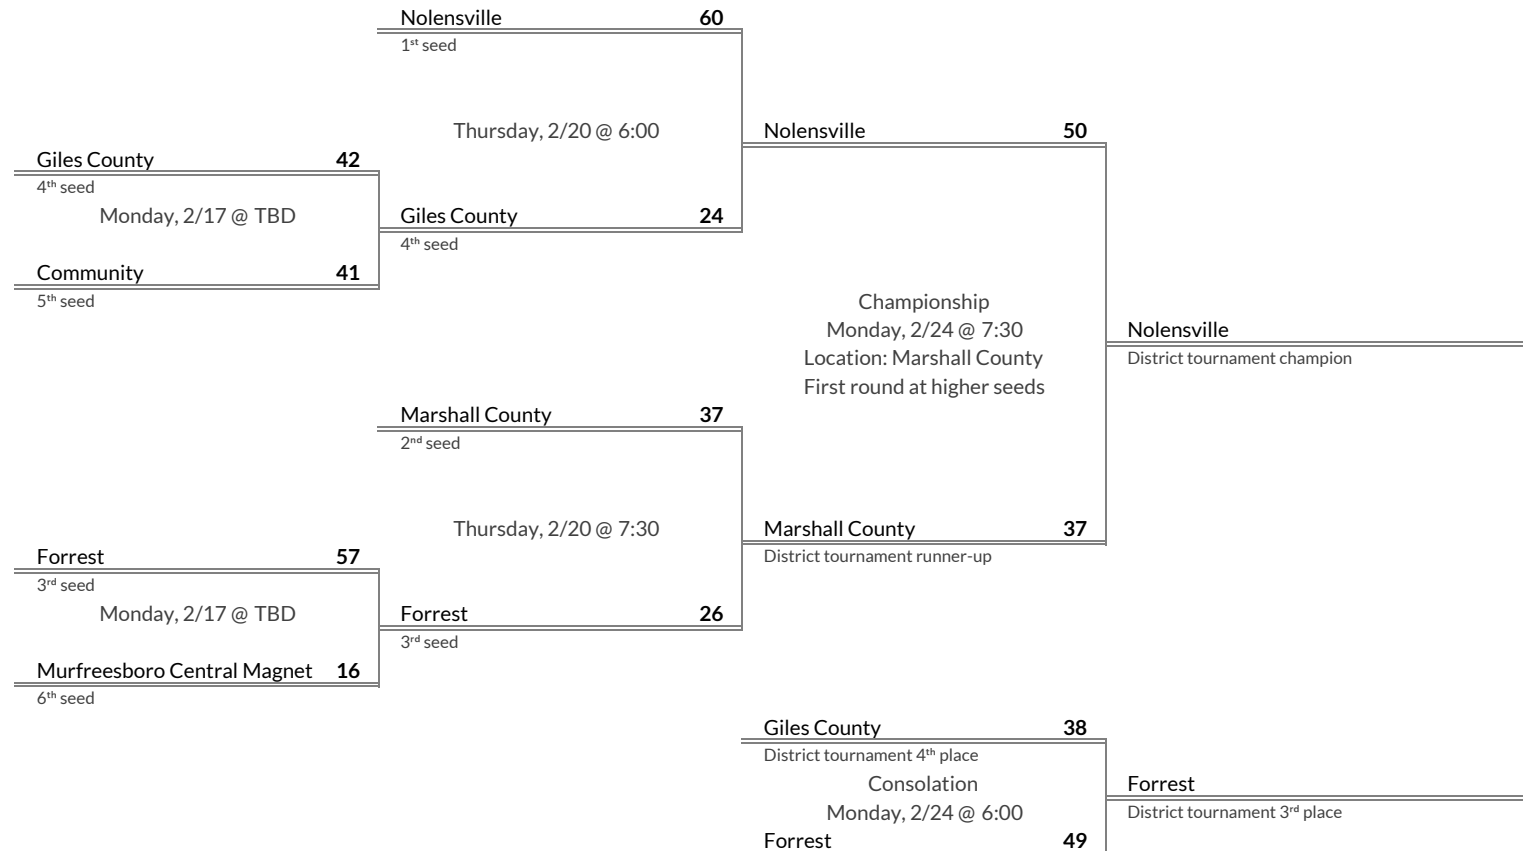 Nolensville 60
1st seed
Thursday, 2/20 @ 6:00
Nolensville 50
Giles County 42
4th seed
Monday, 2/17 @ TBD
Giles County 24
4th seed
Community 41
5th seed
Championship
Monday, 2/24 @ 7:30
Location: Marshall County
First round at higher seeds
Nolensville
District tournament champion
Marshall County 37
2nd seed
Thursday, 2/20 @ 7:30
Marshall County 37
District tournament runner-up
Forrest 57
3rd seed
Monday, 2/17 @ TBD
Forrest 26
3rd seed
Murfreesboro Central Magnet 16
6th seed
Giles County 38
District tournament 4th place
Consolation
Monday, 2/24 @ 6:00
Forrest
District tournament 3rd place
Forrest 49